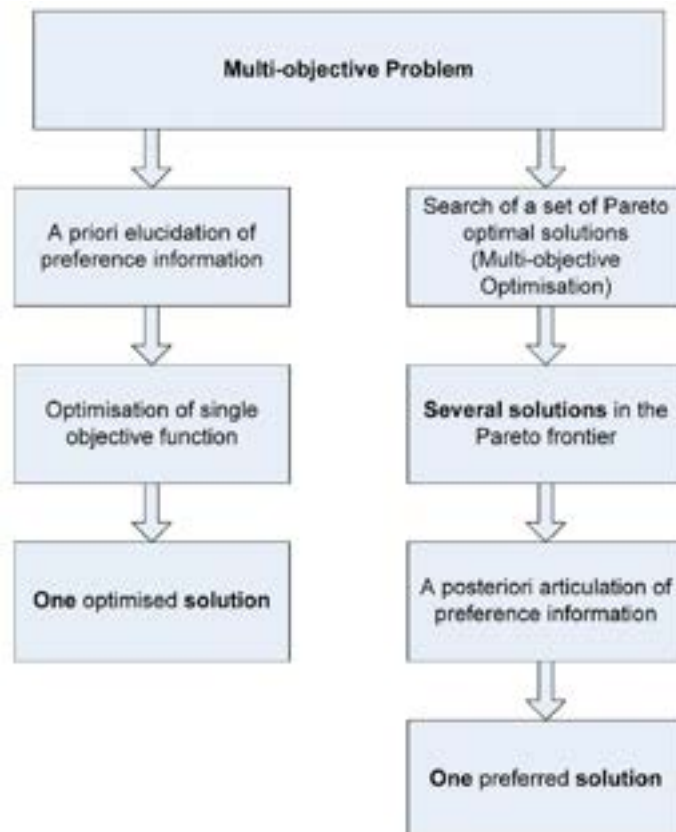 Multi-objective Problem
A priori elucidation of
preference information
Optimisation of single
objective function
One optimised solution
Search of a set of Pareto
optimal solutions
(Multi-objective
Optimisation)
Several solutions in the
Pareto frontier
A posteriori articulation of
preference information
One preferred solution